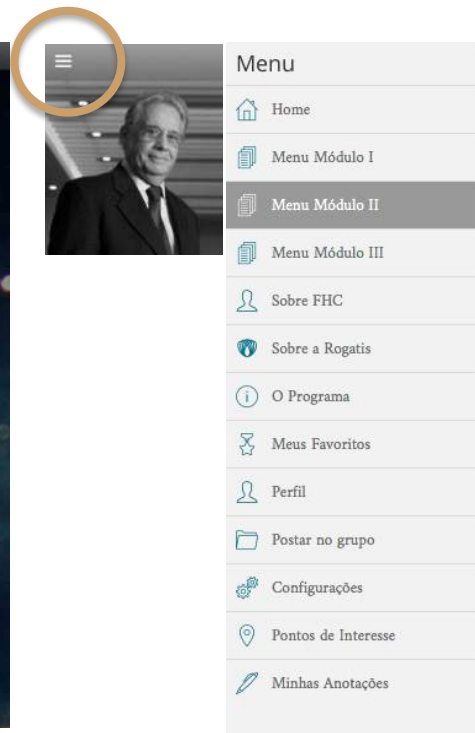 Menu
Home
Menu Módulo I
Menu Módulo II
Menu Módulo III
Sobre FHC
Sobre a Rogatis
O Programa
Meus Favoritos
Perfil
Postar no grupo
Configurações
Pontos de Interesse
Minhas Anotações